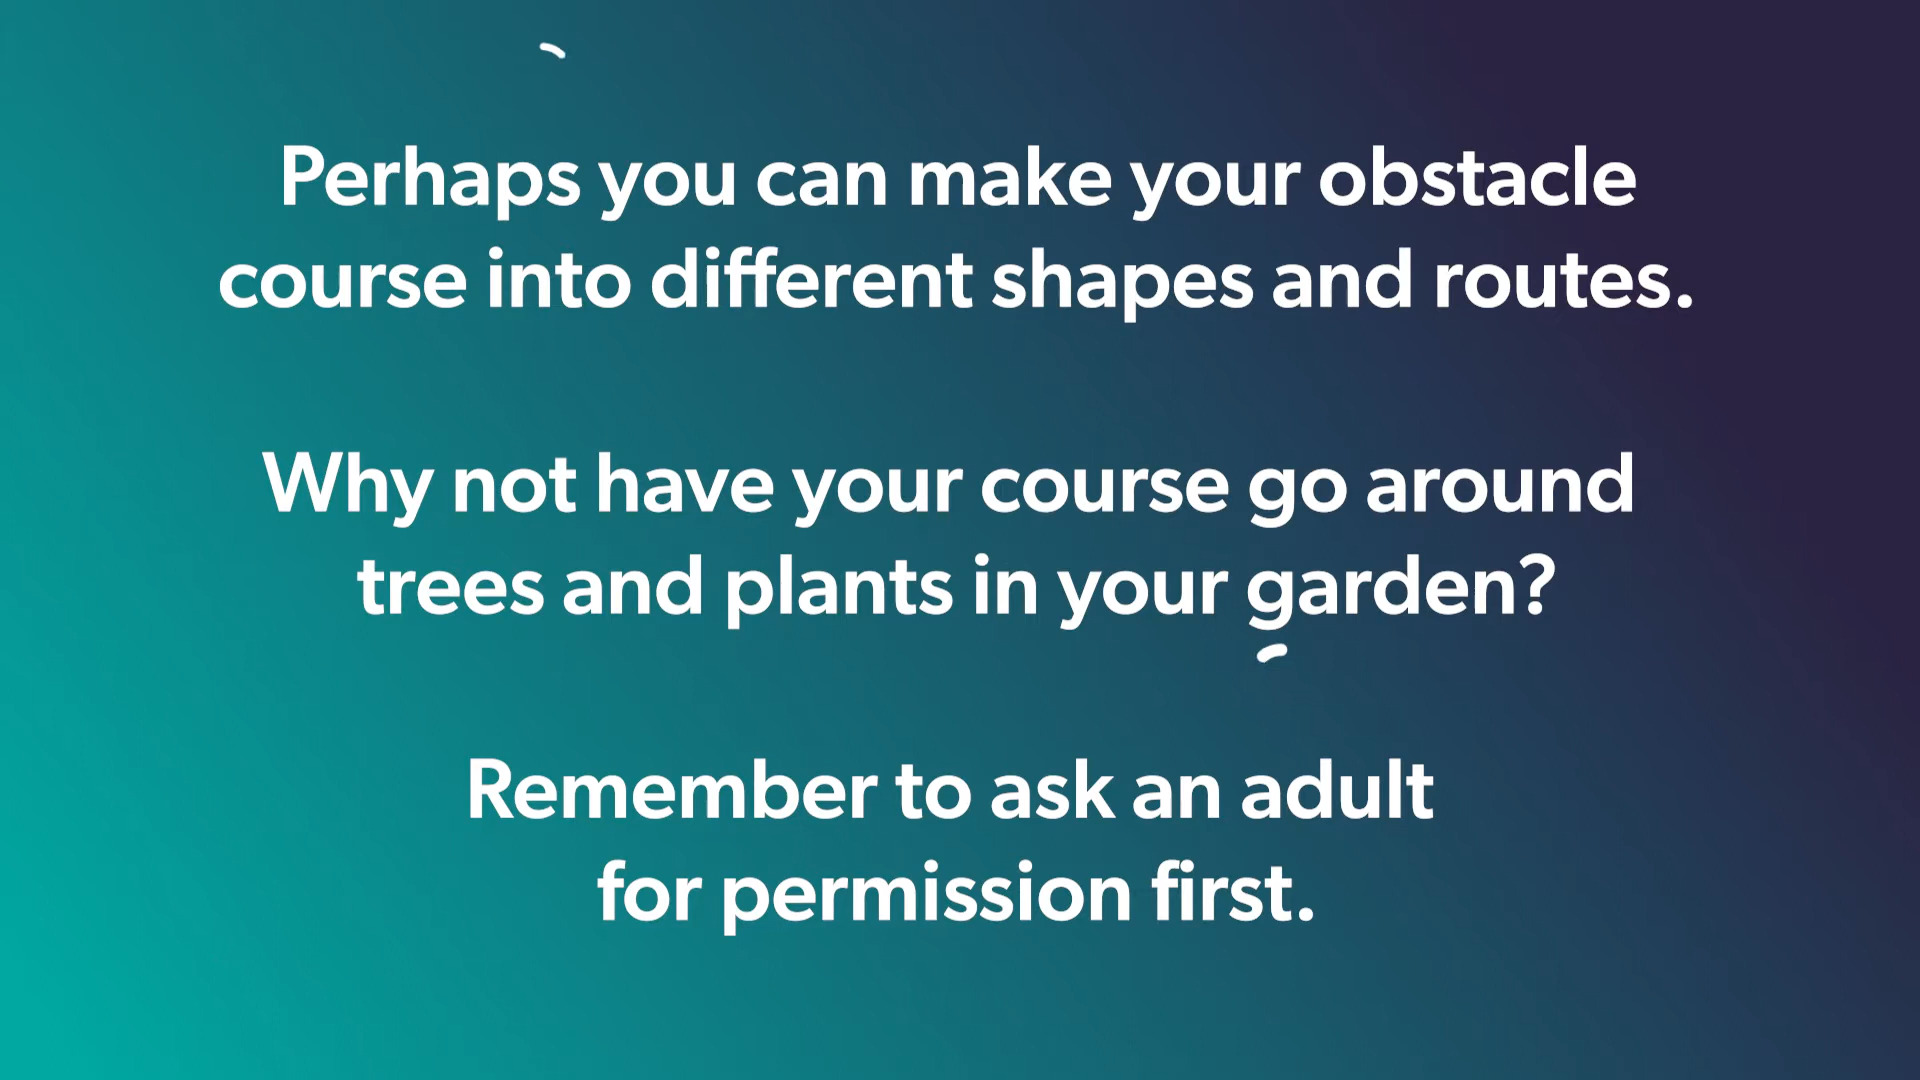 Perhaps you can make your obstacle
course into different shapes and routes.
Why not have your course go around
trees and plants in your garden?
Remember to ask an adult
for permission first.